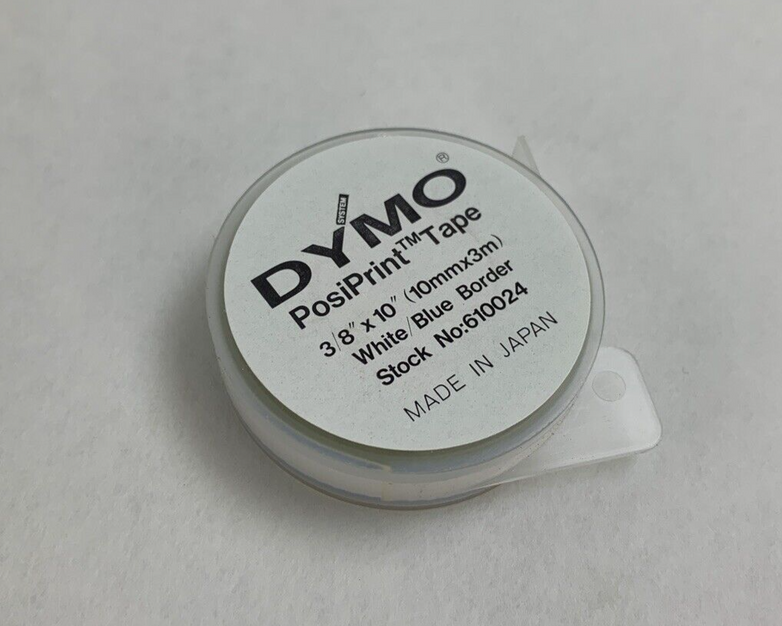 SYSTEM
DYMO®
PosiPrint™Tape
3/8" x 10" (10mmx3m)
White/Blue Border
Stock No:610024
MADE IN JAPAN